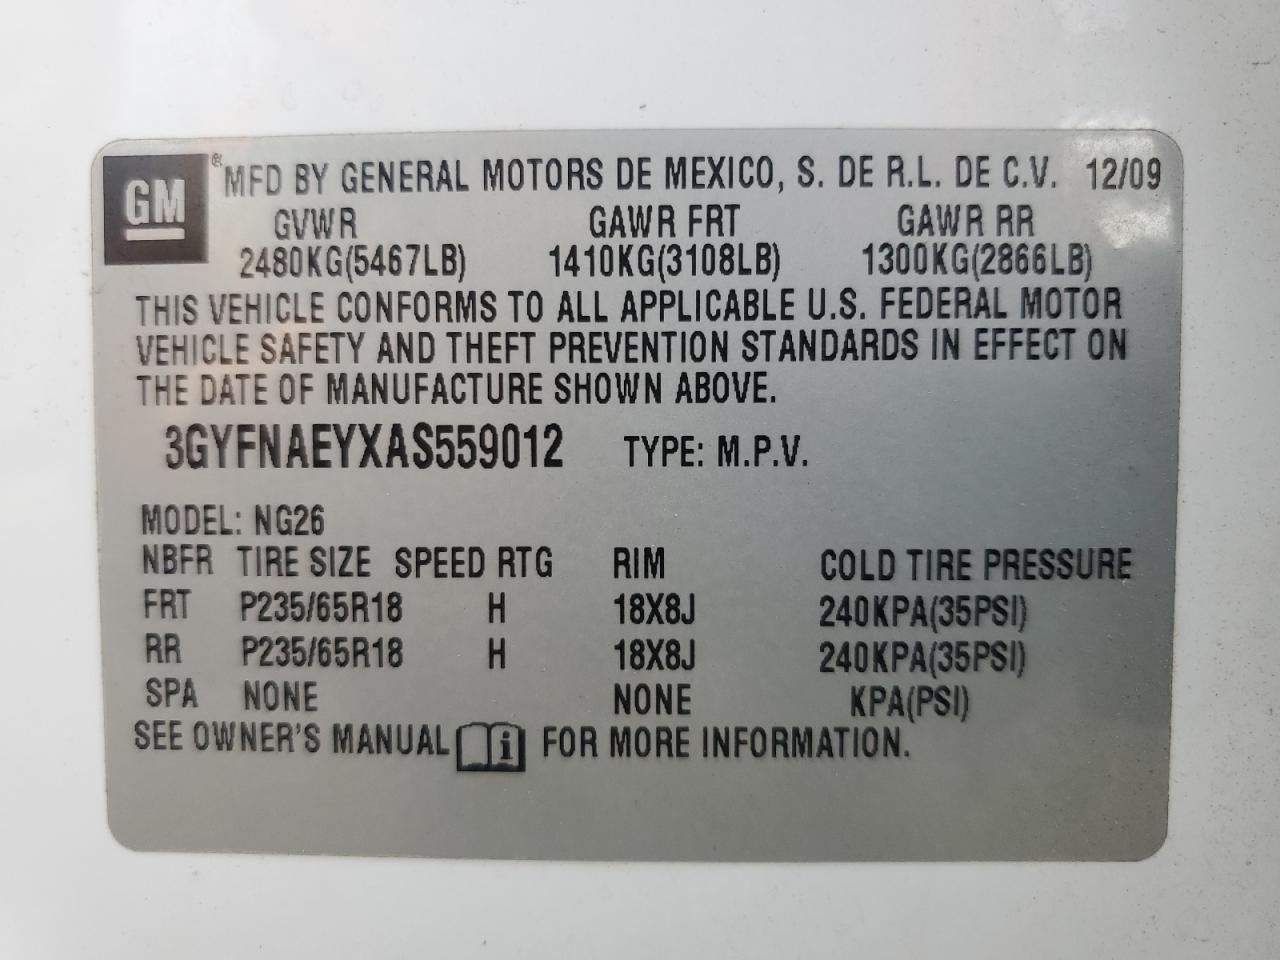 GM® MFD BY GENERAL MOTORS DE MEXICO, S. DE R.L. DE C.V. 12/09
GVWR GAWR FRT GAWR RR
2480KG(5467LB) 1410KG(3108LB) 1300KG(2866LB)
THIS VEHICLE CONFORMS TO ALL APPLICABLE U.S. FEDERAL MOTOR
VEHICLE SAFETY AND THEFT PREVENTION STANDARDS IN EFFECT ON
THE DATE OF MANUFACTURE SHOWN ABOVE.
3GYFNAEYXAS559012 TYPE: M.P.V.
MODEL: NG26
NBFR TIRE SIZE SPEED RTG RIM COLD TIRE PRESSURE
FRT P235/65R18 H 18X8J 240KPA(35PSI)
RR P235/65R18 H 18X8J 240KPA(35PSI)
SPA NONE NONE KPA(PSI)
SEE OWNER'S MANUAL i FOR MORE INFORMATION.